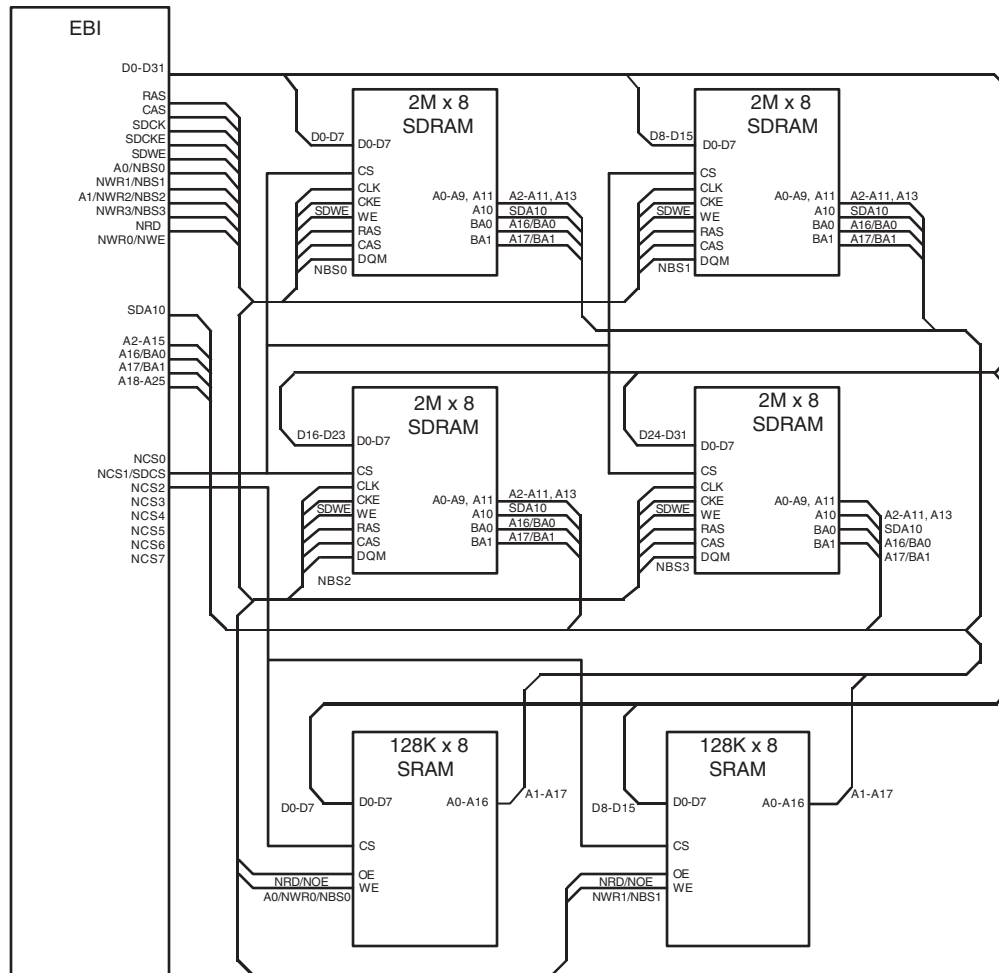 EBI
D0-D31
RAS
CAS
SDCK
SDCKE
SDWE
A0/NBS0
NWR1/NBS1
A1/NWR2/NBS2
NWR3/NBS3
NRD
NWR0/NWE
SDA10
A2-A15
A16/BA0
A17/BA1
A18-A25
NCS0
NCS1/SDCS
NCS2
NCS3
NCS4
NCS5
NCS6
NCS7
2M x 8
SDRAM
D0-D7
D0-D7
CS
CLK
CKE
SDWE
WE
RAS
CAS
DQM
NBS0
A0-A9, A11
A10
BA0
BA1
A2-A11, A13
SDA10
A16/BA0
A17/BA1
2M x 8
SDRAM
D8-D15
D0-D7
CS
CLK
CKE
SDWE
WE
RAS
CAS
DQM
NBS1
A0-A9, A11
A10
BA0
BA1
A2-A11, A13
SDA10
A16/BA0
A17/BA1
2M x 8
SDRAM
D16-D23
D0-D7
CS
CLK
CKE
SDWE
WE
RAS
CAS
DQM
NBS2
A0-A9, A11
A10
BA0
BA1
A2-A11, A13
SDA10
A16/BA0
A17/BA1
2M x 8
SDRAM
D24-D31
D0-D7
CS
CLK
CKE
SDWE
WE
RAS
CAS
DQM
NBS3
A0-A9, A11
A10
BA0
BA1
A2-A11, A13
SDA10
A16/BA0
A17/BA1
128K x 8
SRAM
D0-D7
D0-D7
A0-A16
A1-A17
CS
OE
NRD/NOE
WE
A0/NWR0/NBS0
128K x 8
SRAM
D8-D15
D0-D7
A0-A16
A1-A17
CS
OE
NRD/NOE
WE
NWR1/NBS1